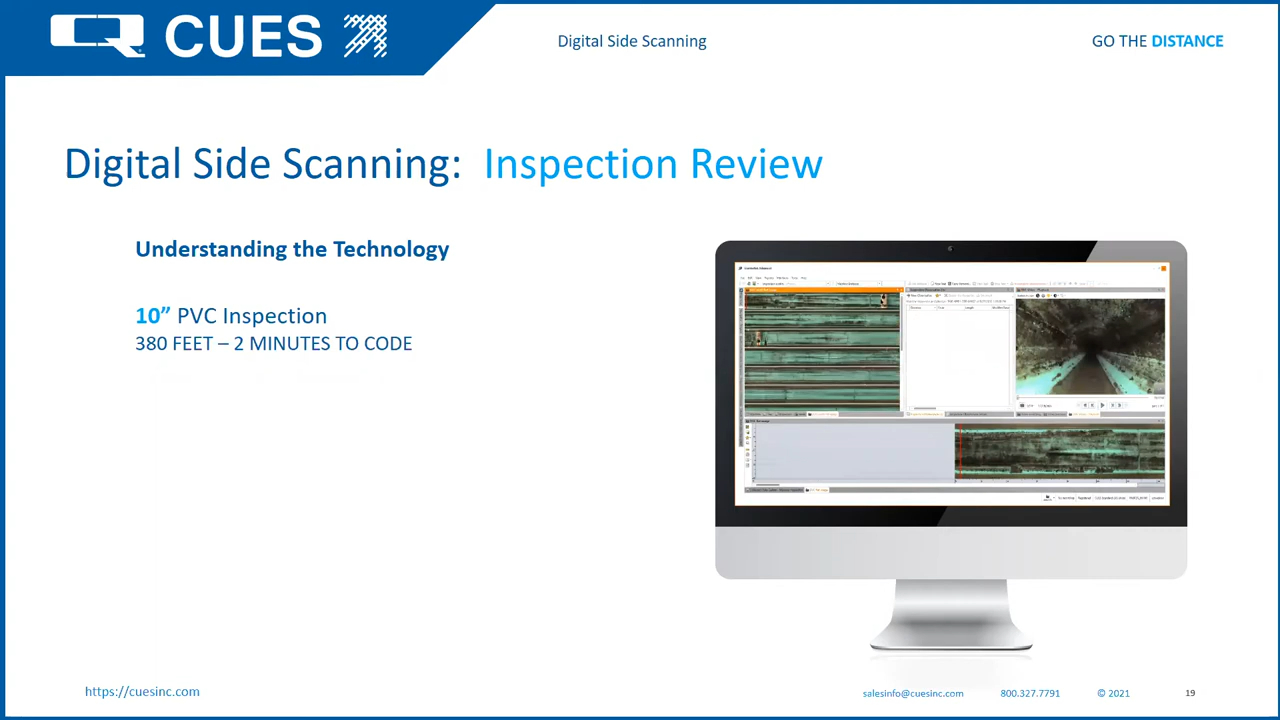 CUES
Digital Side Scanning
GO THE DISTANCE
Digital Side Scanning: Inspection Review
Understanding the Technology
10” PVC Inspection
380 FEET – 2 MINUTES TO CODE
https://cuesinc.com
salesinfo@cuesinc.com
800.327.7791
© 2021
19